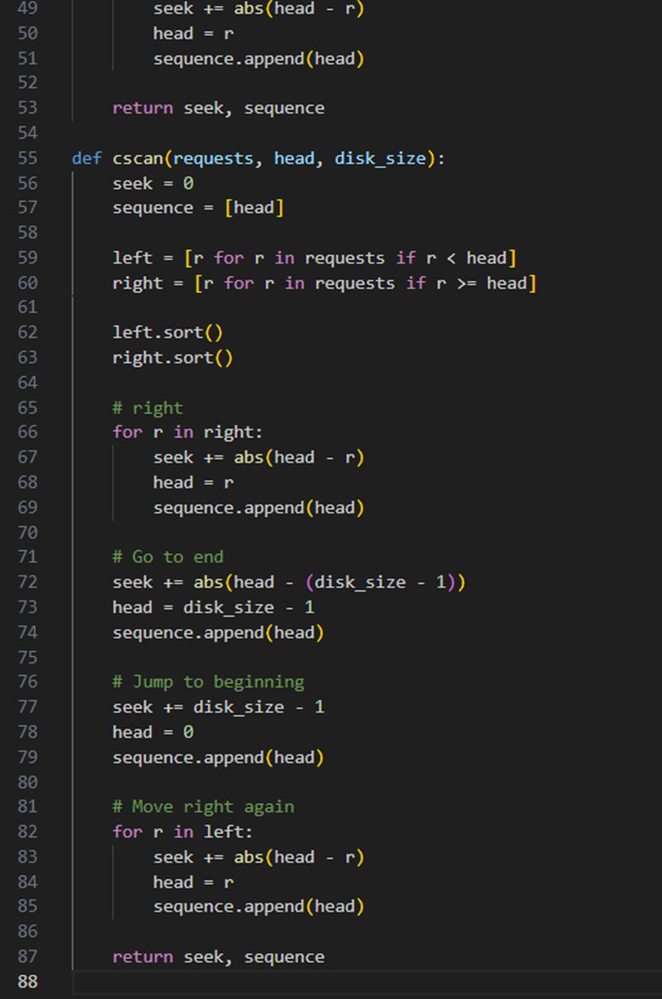 49 seek += abs(head - r)
50 head = r
51 sequence.append(head)
52
53 return seek, sequence
54
55 def cscan(requests, head, disk_size):
56 seek = 0
57 sequence = [head]
58
59 left = [r for r in requests if r < head]
60 right = [r for r in requests if r >= head]
61
62 left.sort()
63 right.sort()
64
65 # right
66 for r in right:
67 seek += abs(head - r)
68 head = r
69 sequence.append(head)
70
71 # Go to end
72 seek += abs(head - (disk_size - 1))
73 head = disk_size - 1
74 sequence.append(head)
75
76 # Jump to beginning
77 seek += disk_size - 1
78 head = 0
79 sequence.append(head)
80
81 # Move right again
82 for r in left:
83 seek += abs(head - r)
84 head = r
85 sequence.append(head)
86
87 return seek, sequence
88